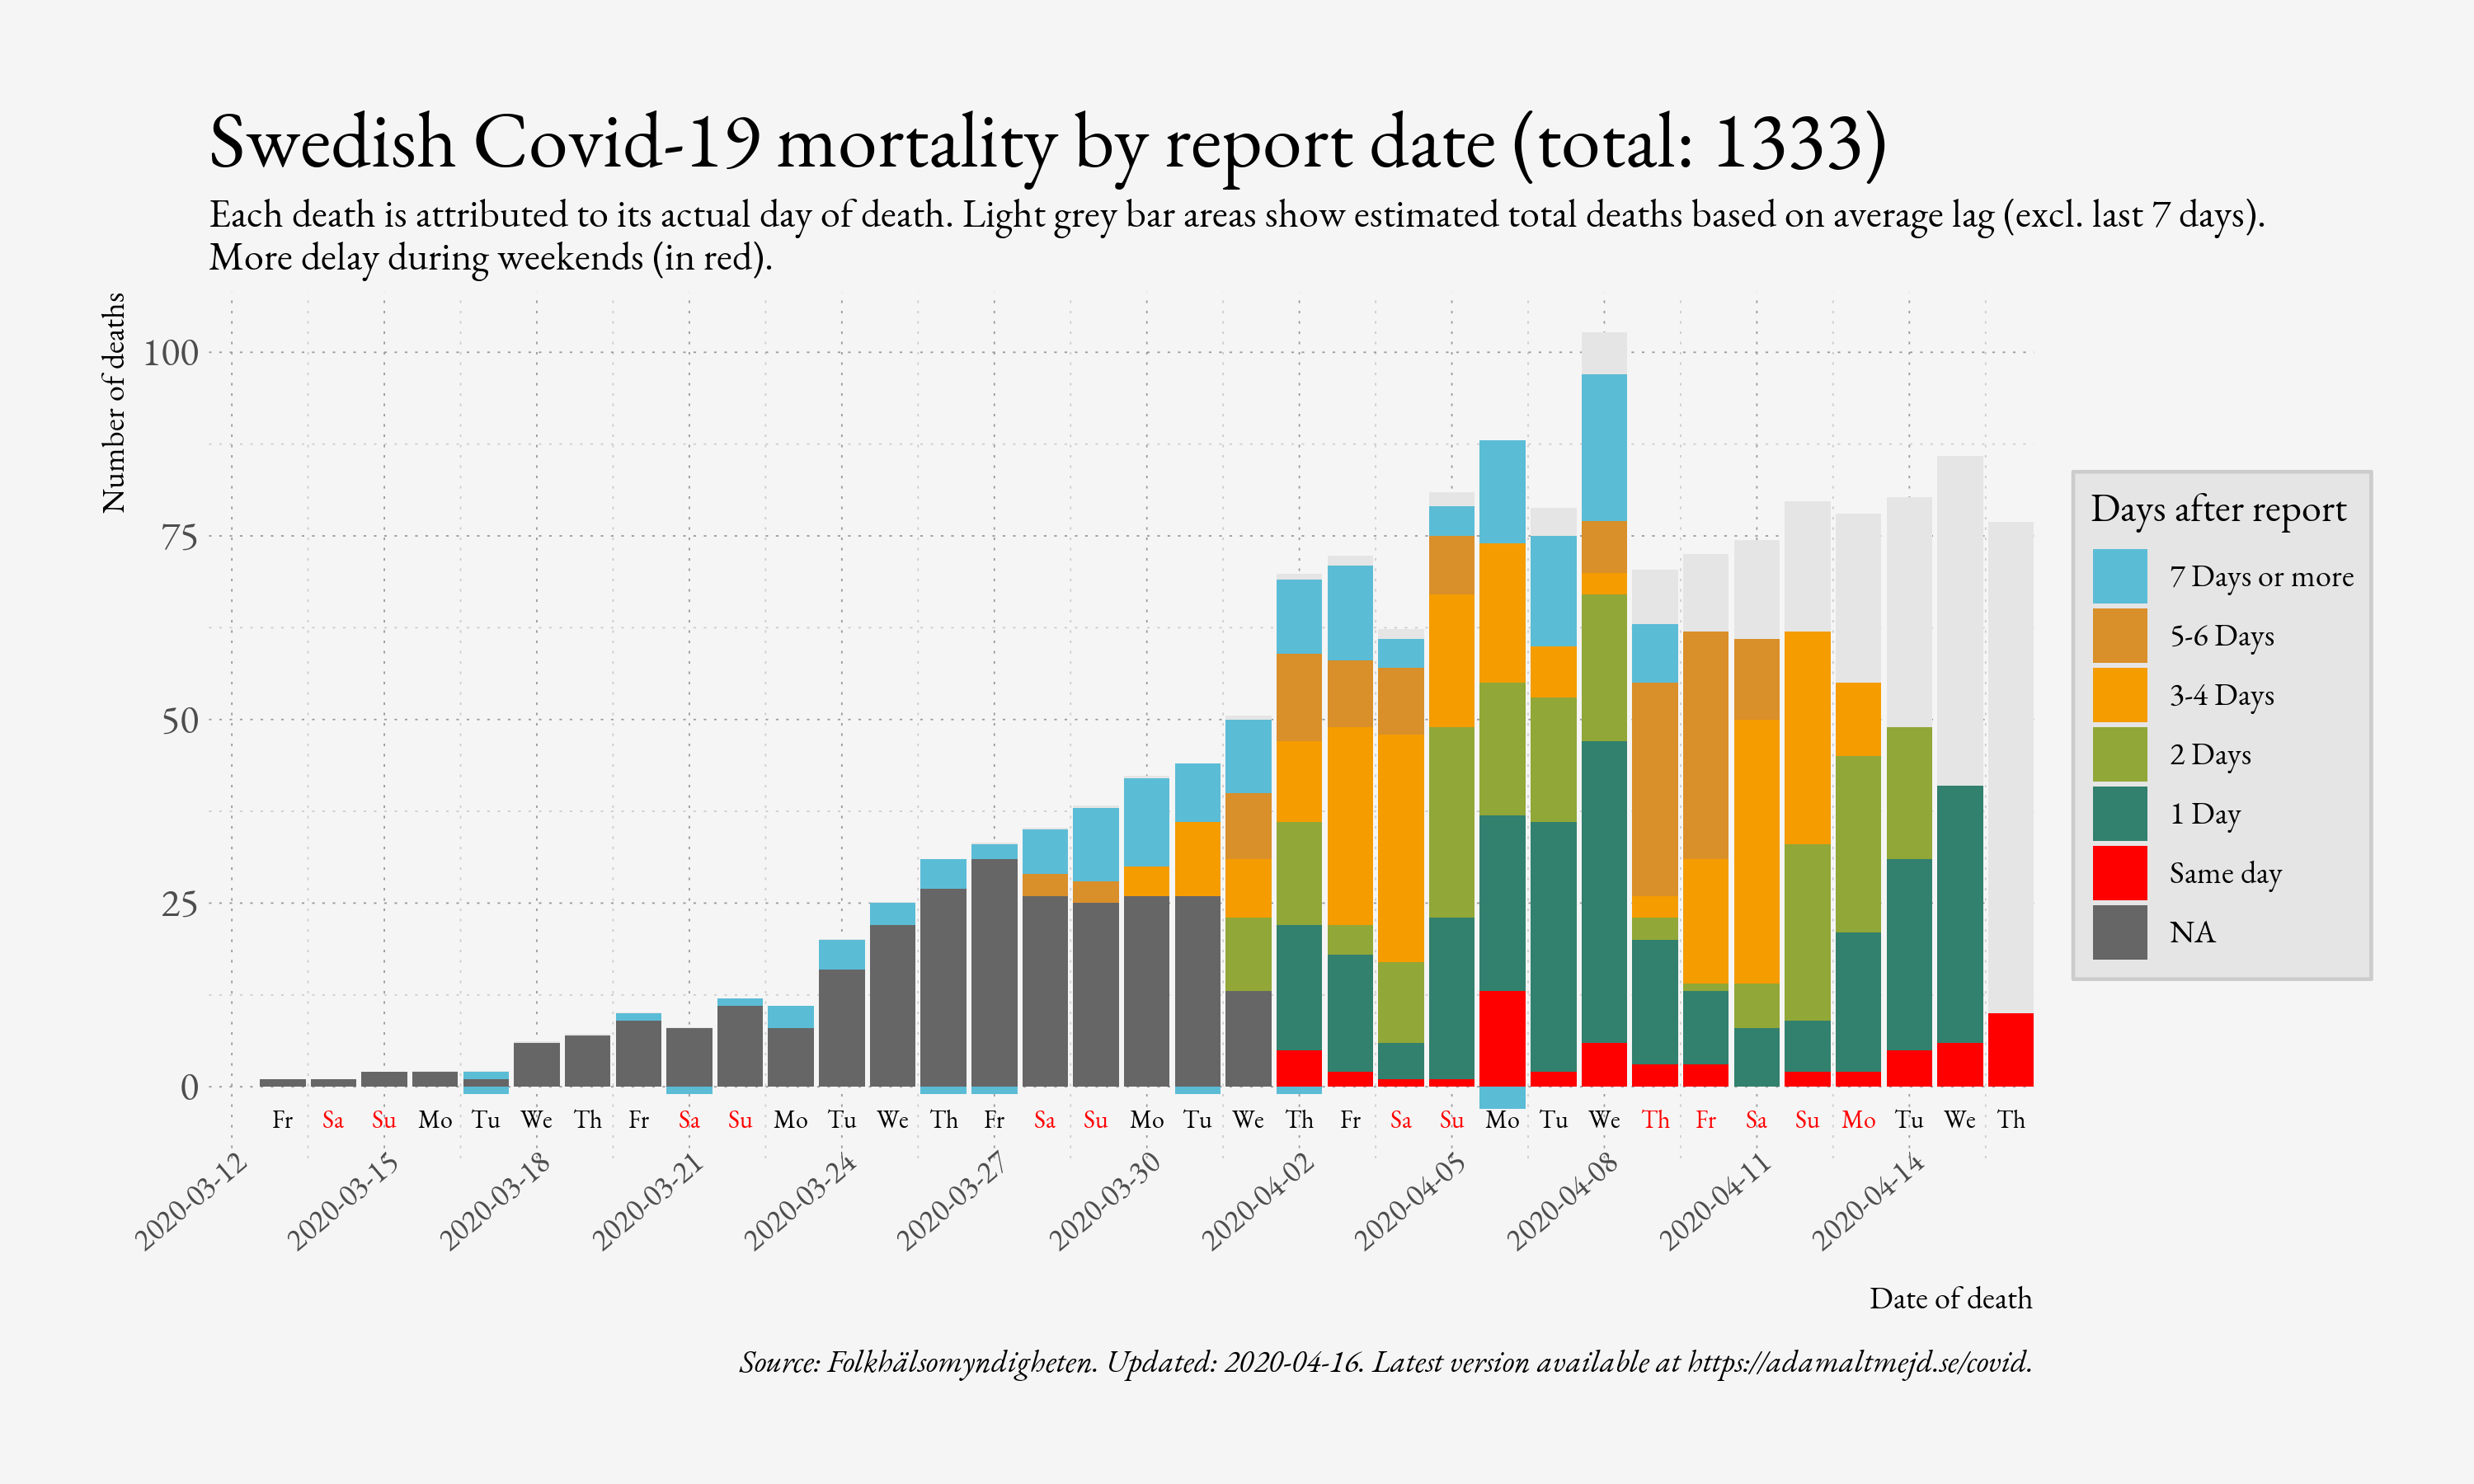 Swedish Covid-19 mortality by report date (total: 1333)
Each death is attributed to its actual day of death. Light grey bar areas show estimated total deaths based on average lag (excl. last 7 days).
More delay during weekends (in red).
Number of deaths
100
75
50
25
0
Fr Sa Su Mo Tu We Th Fr Sa Su Mo Tu We Th Fr Sa Su Mo Tu We Th Fr Sa Su Mo Tu We Th Fr Sa Su Mo Tu We Th
2020-03-12 2020-03-15 2020-03-18 2020-03-21 2020-03-24 2020-03-27 2020-03-30 2020-04-02 2020-04-05 2020-04-08 2020-04-11 2020-04-14
Date of death
Days after report
7 Days or more
5-6 Days
3-4 Days
2 Days
1 Day
Same day
NA
Source: Folkhälsomyndigheten. Updated: 2020-04-16. Latest version available at https://adamaltmejd.se/covid.